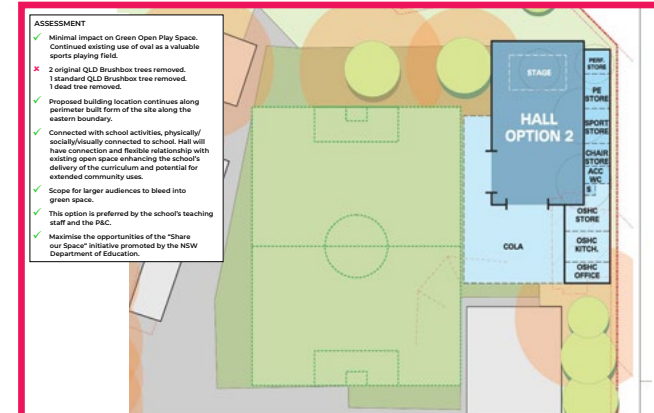 ASSESSMENT
✓ Minimal impact on Green Open Play Space.
Continued existing use of oval as a valuable
sports playing field.
✗ 2 original QLD Brushbox trees removed.
1 standard QLD Brushbox tree removed.
1 dead tree removed.
✓ Proposed building location continues along
perimeter built form of the site along the
eastern boundary.
✓ Connected with school activities, physically/
socially/visually connected to school. Hall will
have connection and flexible relationship with
existing open space enhancing the school's
delivery of the curriculum and potential for
extended community uses.
✓ Scope for larger audiences to bleed into
green space.
✓ This option is preferred by the school's teaching
staff and the P&C.
✓ Maximise the opportunities of the "Share
our Space" initiative promoted by the NSW
Department of Education.
STAGE
HALL
OPTION 2
COLA
PERF.
STORE
PE
STORE
SPORT
STORE
CHAIR
STORE
ACC
WC
S
OSHC
STORE
OSHC
KITCH.
OSHC
OFFICE